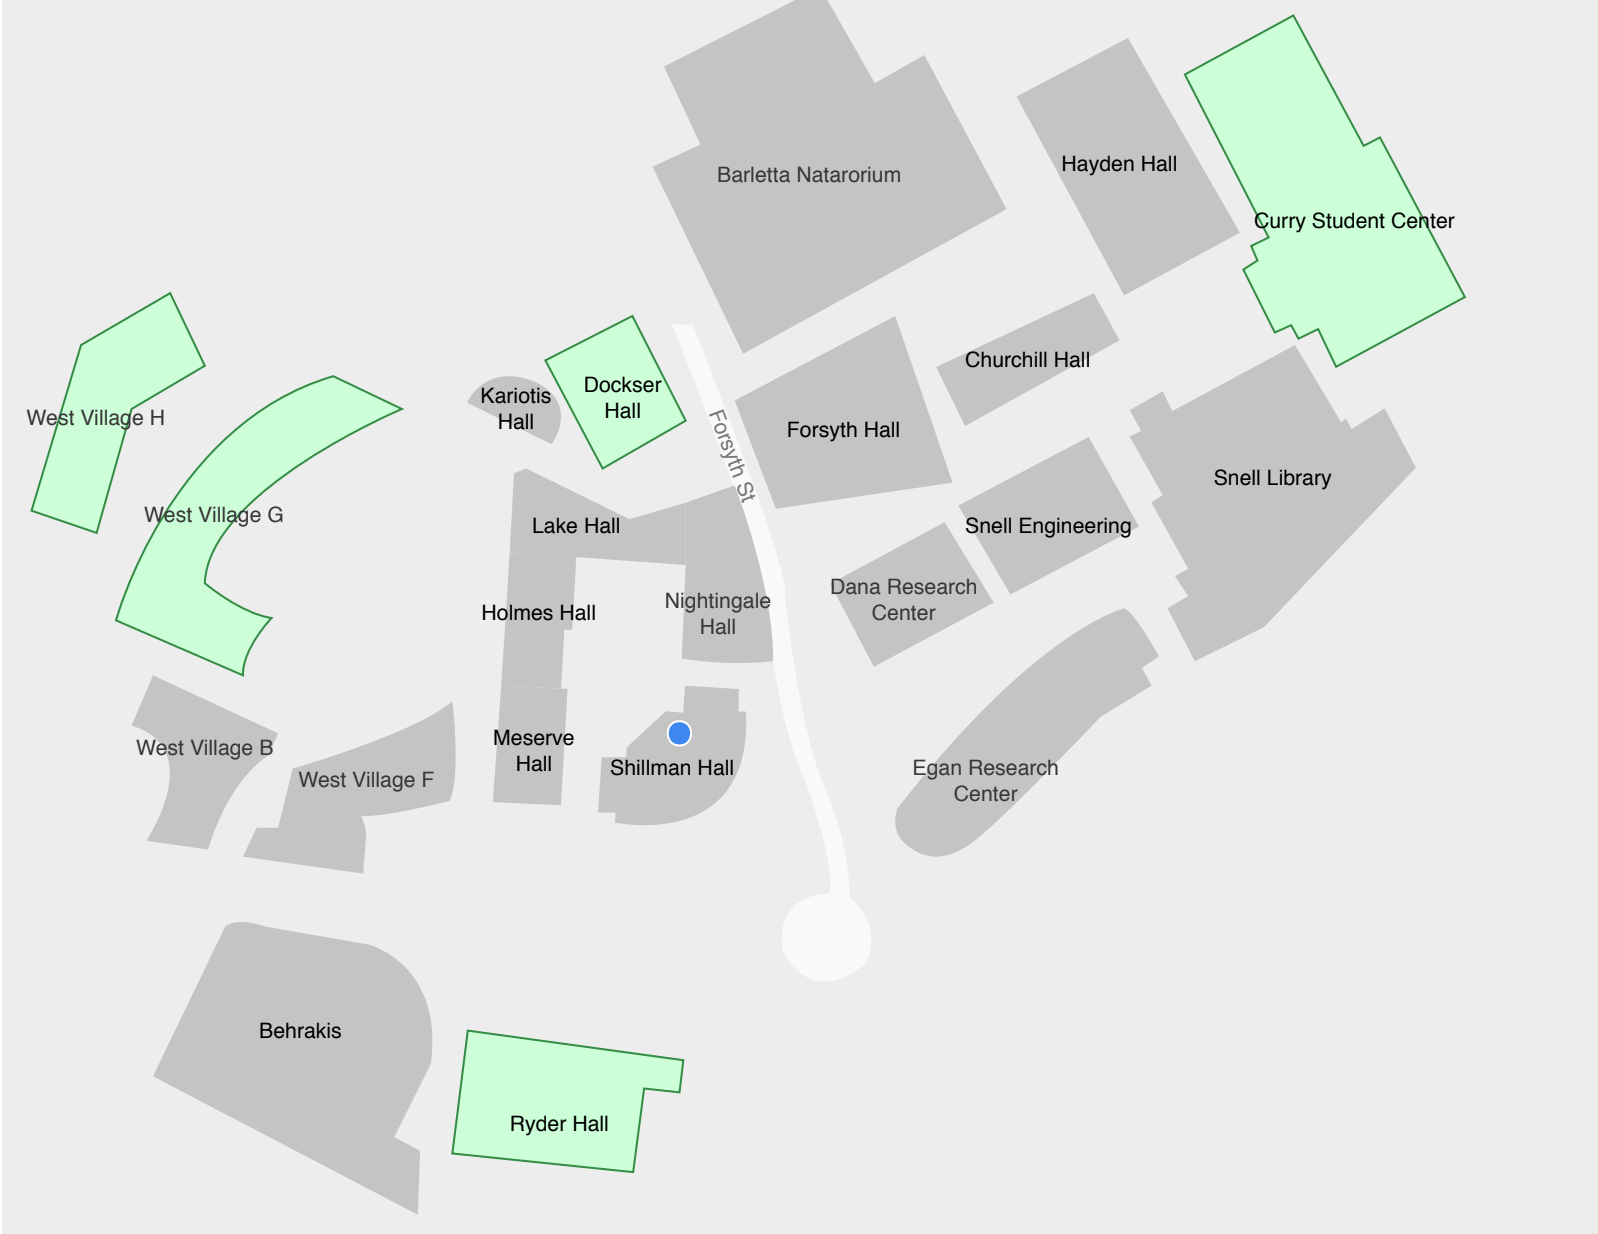 Barletta Natarorium
Hayden Hall
Curry Student Center
West Village H
Kariotis
Hall
Dockser
Hall
Forsyth St
Forsyth Hall
Churchill Hall
Snell Library
West Village G
Lake Hall
Snell Engineering
Holmes Hall
Nightingale
Hall
Dana Research
Center
West Village B
West Village F
Meserve
Hall
Shillman Hall
Egan Research
Center
Behrakis
Ryder Hall